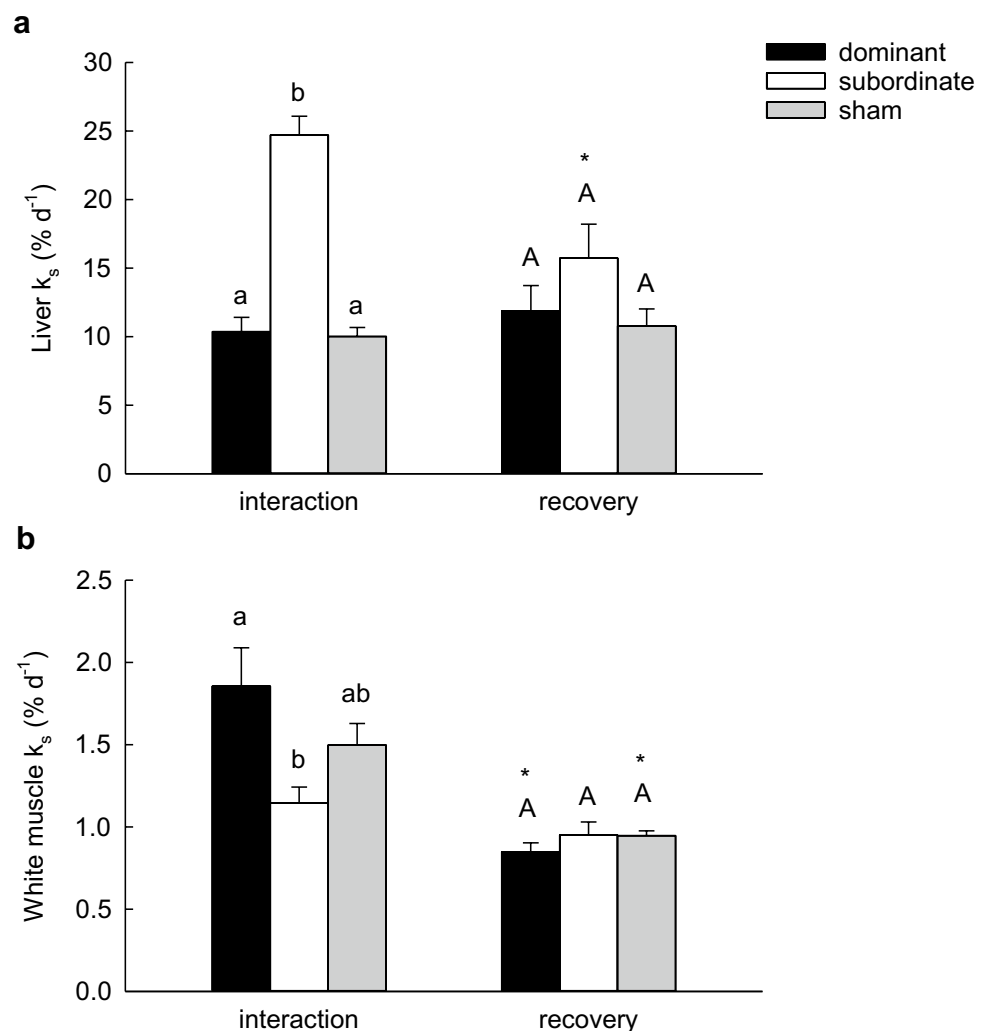 a
dominant
subordinate
sham
Liver kₛ (% d⁻¹)
30
25
20
15
10
5
0
a
b
a
A
*
A
A
interaction
recovery
b
White muscle kₛ (% d⁻¹)
2.5
2.0
1.5
1.0
0.5
0.0
a
b
ab
*
A
A
*
A
interaction
recovery